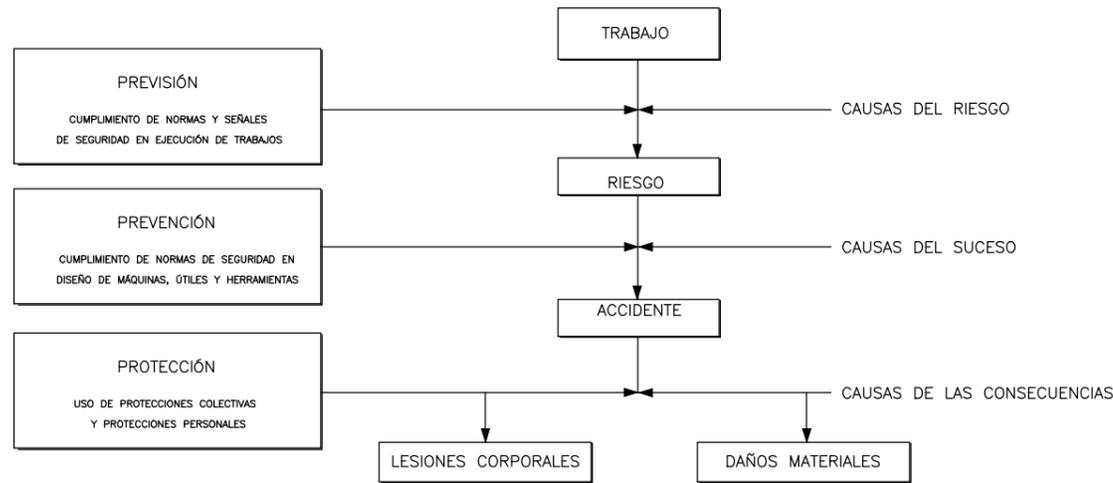 TRABAJO
PREVISIÓN
CUMPLIMIENTO DE NORMAS Y SEÑALES
DE SEGURIDAD EN EJECUCIÓN DE TRABAJOS
CAUSAS DEL RIESGO
RIESGO
PREVENCIÓN
CUMPLIMIENTO DE NORMAS DE SEGURIDAD EN
DISEÑO DE MÁQUINAS, ÚTILES Y HERRAMIENTAS
CAUSAS DEL SUCESO
ACCIDENTE
PROTECCIÓN
USO DE PROTECCIONES COLECTIVAS
Y PROTECCIONES PERSONALES
CAUSAS DE LAS CONSECUENCIAS
LESIONES CORPORALES
DAÑOS MATERIALES